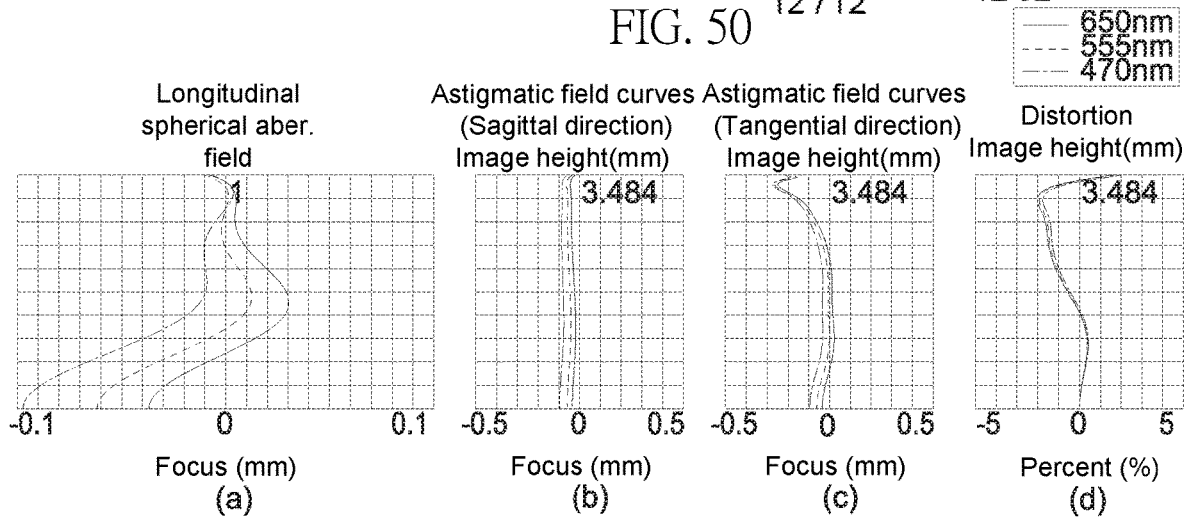 FIG. 50
650nm
555nm
470nm
Longitudinal
spherical aber.
field
1
-0.1 0 0.1
Focus (mm)
(a)
Astigmatic field curves
(Sagittal direction)
Image height(mm)
3.484
-0.5 0 0.5
Focus (mm)
(b)
Astigmatic field curves
(Tangential direction)
Image height(mm)
3.484
-0.5 0 0.5
Focus (mm)
(c)
Distortion
Image height(mm)
3.484
-5 0 5
Percent (%)
(d)